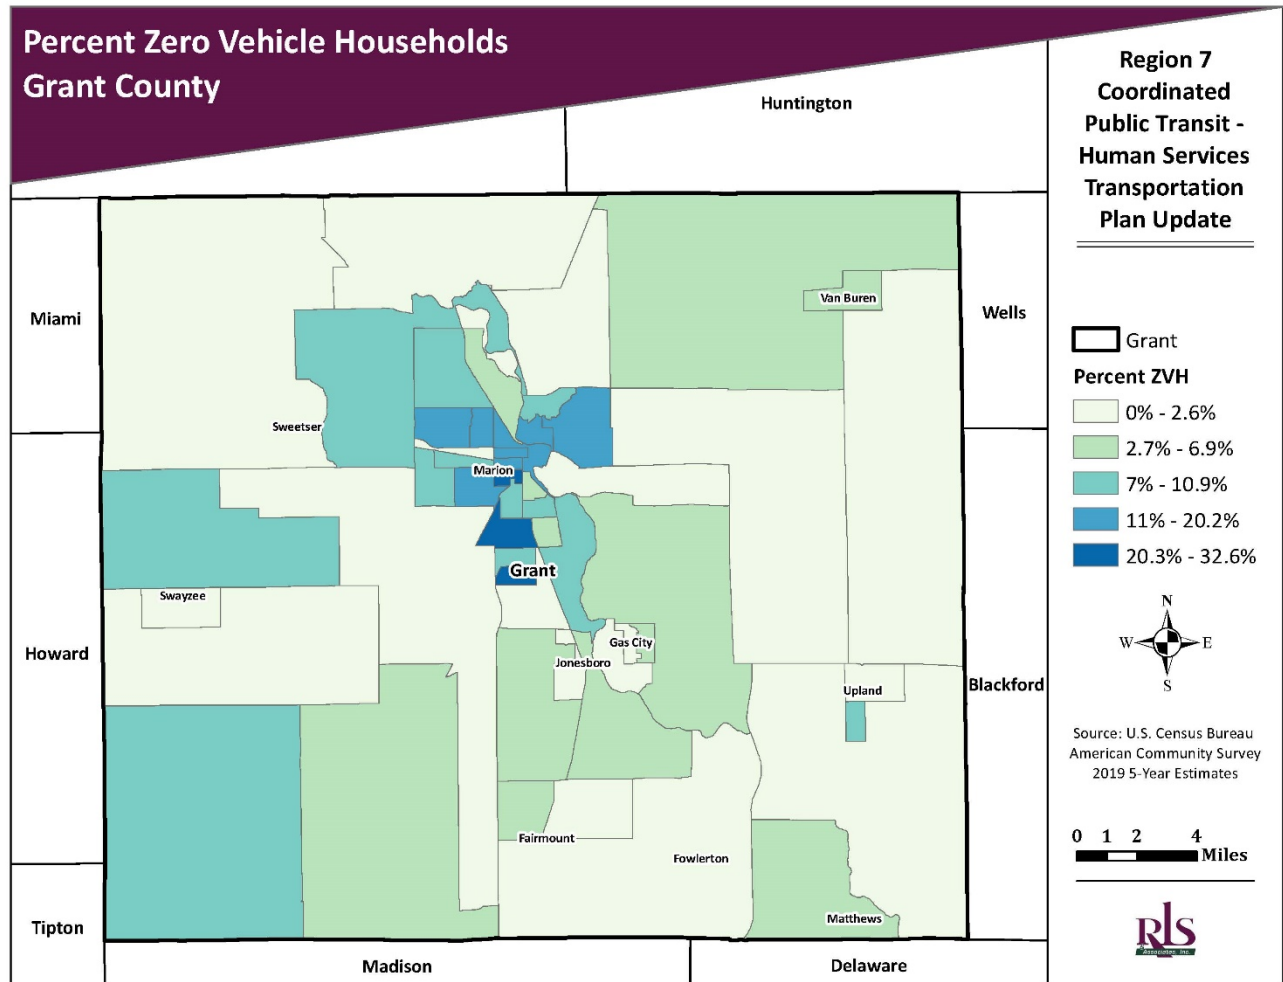 Percent Zero Vehicle Households
Grant County
Region 7
Coordinated
Public Transit -
Human Services
Transportation
Plan Update
Huntington
Miami
Wells
Van Buren
Sweetser
Marion
Grant
Swayzee
Howard
Gas City
Jonesboro
Blackford
Upland
Fairmount
Fowlerton
Matthews
Tipton
Madison
Delaware
Grant
Percent ZVH
0% - 2.6%
2.7% - 6.9%
7% - 10.9%
11% - 20.2%
20.3% - 32.6%
N
W E
S
Source: U.S. Census Bureau
American Community Survey
2019 5-Year Estimates
0 1 2 4
Miles
RLS
& Associates, Inc.